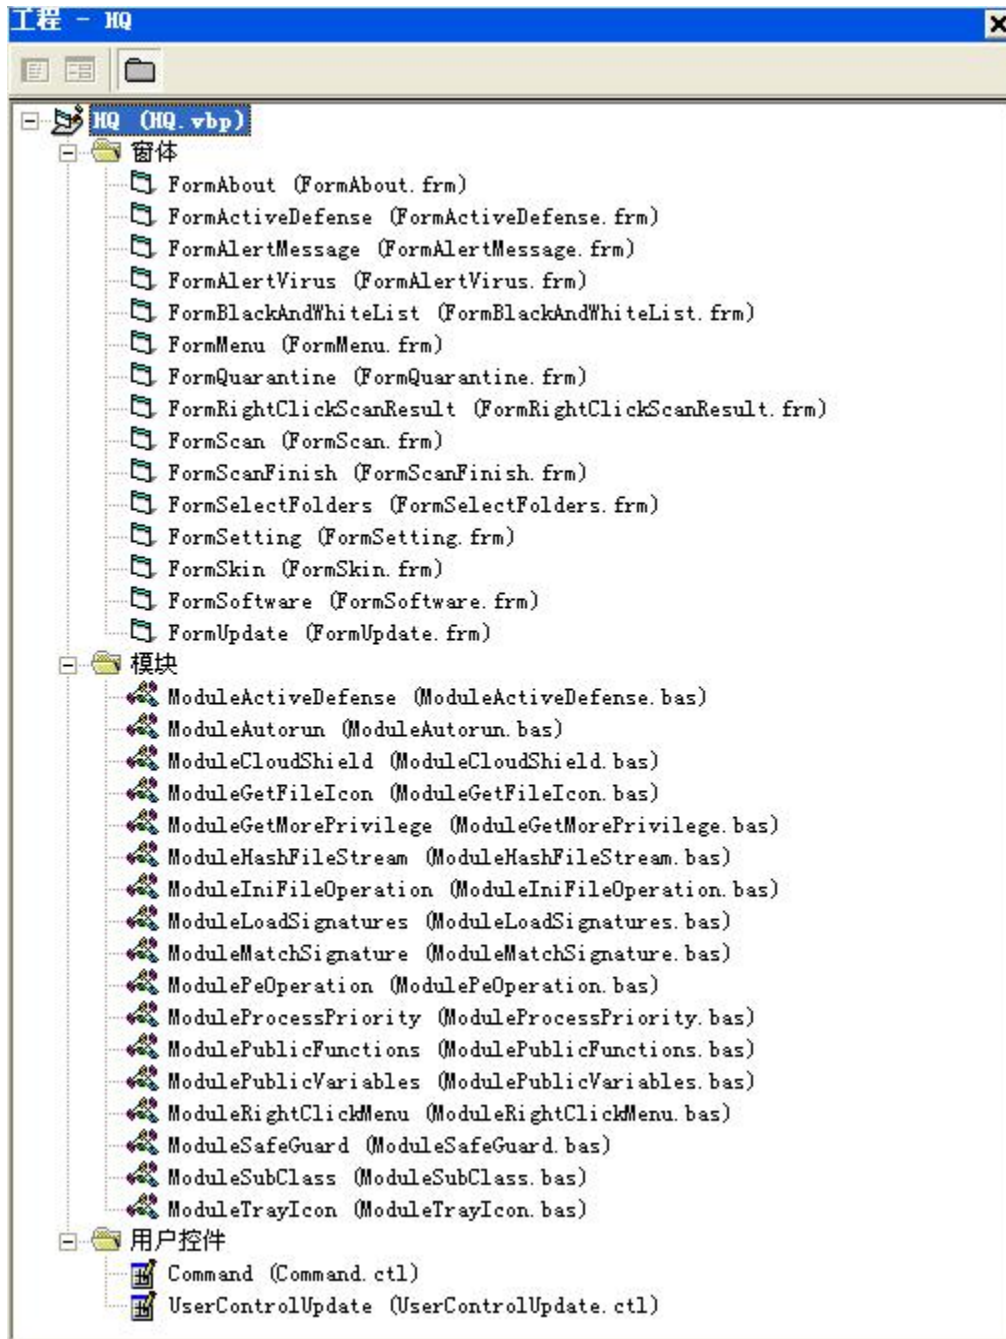 工程 - HQ
HQ (HQ.vbp)
窗体
FormAbout (FormAbout.frm)
FormActiveDefense (FormActiveDefense.frm)
FormAlertMessage (FormAlertMessage.frm)
FormAlertVirus (FormAlertVirus.frm)
FormBlackAndWhiteList (FormBlackAndWhiteList.frm)
FormMenu (FormMenu.frm)
FormQuarantine (FormQuarantine.frm)
FormRightClickScanResult (FormRightClickScanResult.frm)
FormScan (FormScan.frm)
FormScanFinish (FormScanFinish.frm)
FormSelectFolders (FormSelectFolders.frm)
FormSetting (FormSetting.frm)
FormSkin (FormSkin.frm)
FormSoftware (FormSoftware.frm)
FormUpdate (FormUpdate.frm)
模块
ModuleActiveDefense (ModuleActiveDefense.bas)
ModuleAutorun (ModuleAutorun.bas)
ModuleCloudShield (ModuleCloudShield.bas)
ModuleGetFileIcon (ModuleGetFileIcon.bas)
ModuleGetMorePrivilege (ModuleGetMorePrivilege.bas)
ModuleHashFileStream (ModuleHashFileStream.bas)
ModuleIniFileOperation (ModuleIniFileOperation.bas)
ModuleLoadSignatures (ModuleLoadSignatures.bas)
ModuleMatchSignature (ModuleMatchSignature.bas)
ModulePeOperation (ModulePeOperation.bas)
ModuleProcessPriority (ModuleProcessPriority.bas)
ModulePublicFunctions (ModulePublicFunctions.bas)
ModulePublicVariables (ModulePublicVariables.bas)
ModuleRightClickMenu (ModuleRightClickMenu.bas)
ModuleSafeGuard (ModuleSafeGuard.bas)
ModuleSubClass (ModuleSubClass.bas)
ModuleTrayIcon (ModuleTrayIcon.bas)
用户控件
Command (Command.ctl)
UserControlUpdate (UserControlUpdate.ctl)